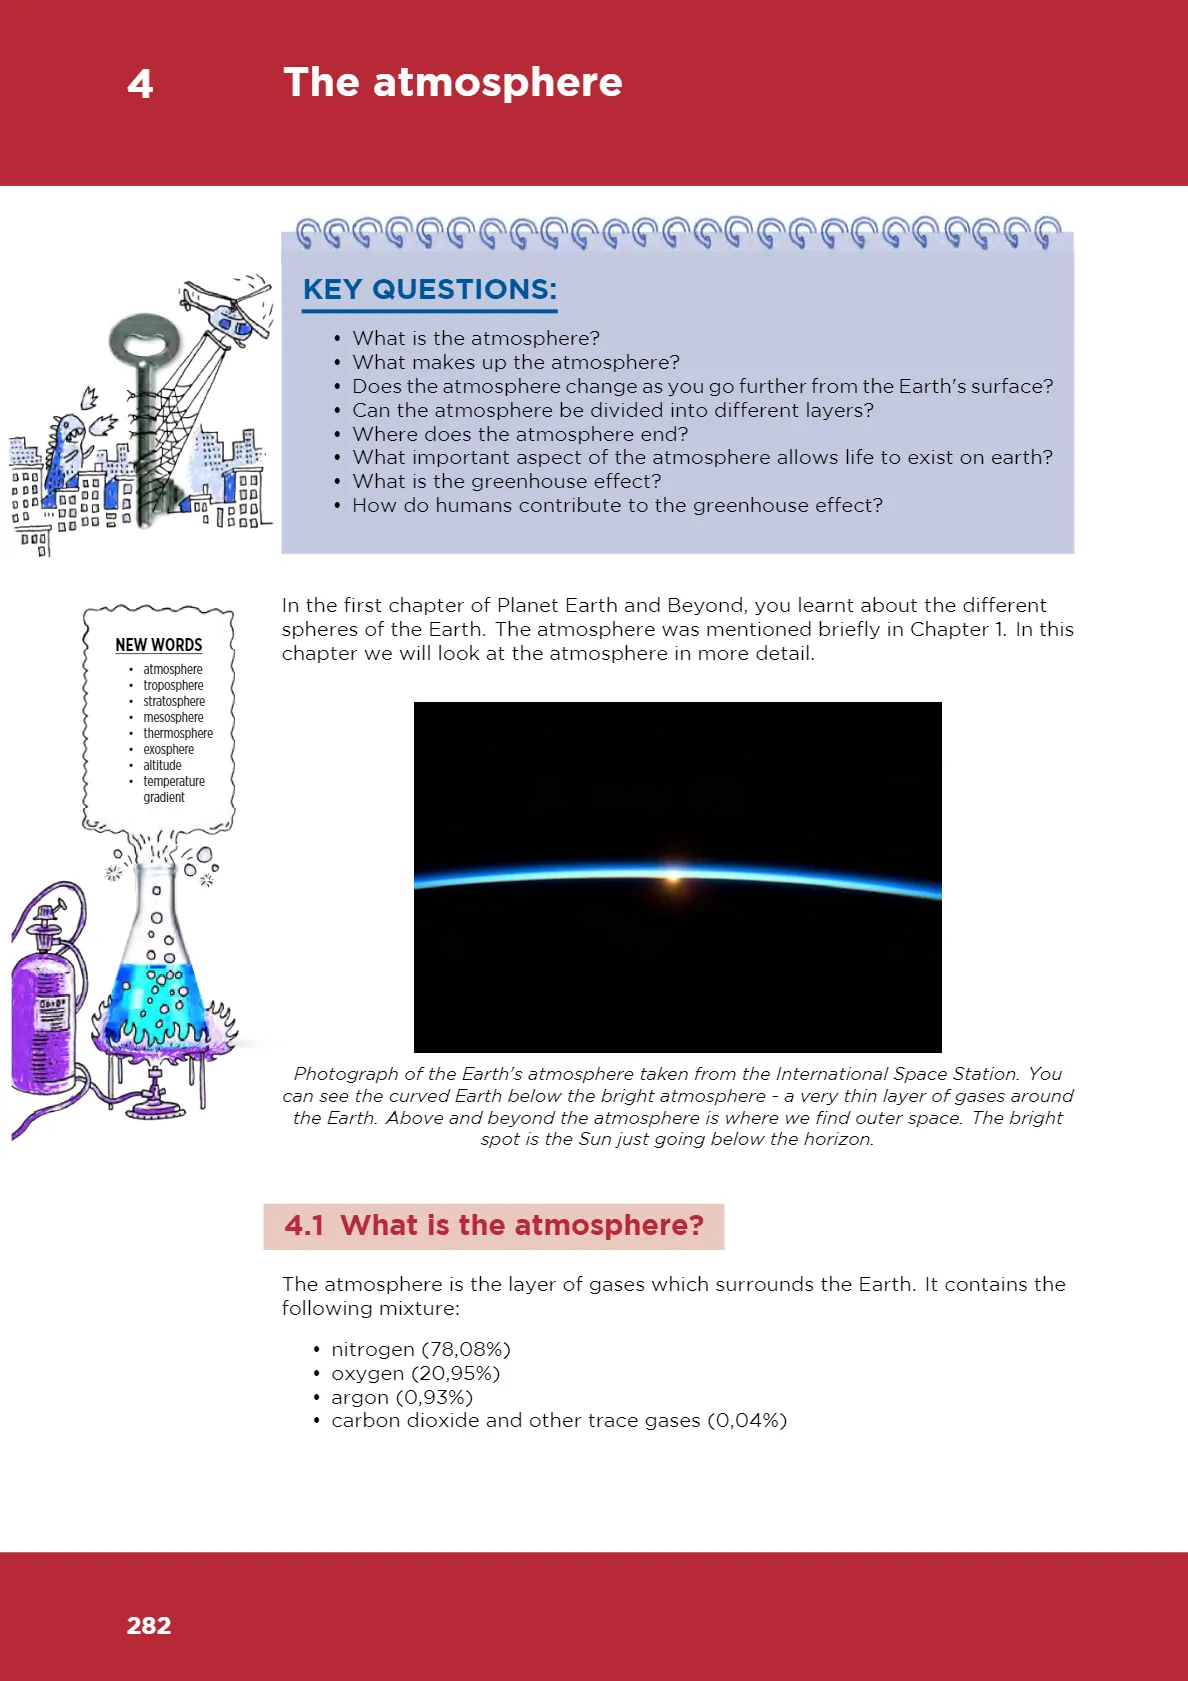 4 The atmosphere
KEY QUESTIONS:
• What is the atmosphere?
• What makes up the atmosphere?
• Does the atmosphere change as you go further from the Earth's surface?
• Can the atmosphere be divided into different layers?
• Where does the atmosphere end?
• What important aspect of the atmosphere allows life to exist on earth?
• What is the greenhouse effect?
• How do humans contribute to the greenhouse effect?
In the first chapter of Planet Earth and Beyond, you learnt about the different
spheres of the Earth. The atmosphere was mentioned briefly in Chapter 1. In this
chapter we will look at the atmosphere in more detail.
NEW WORDS
• atmosphere
• troposphere
• stratosphere
• mesosphere
• thermosphere
• exosphere
• altitude
• temperature
gradient
Photograph of the Earth's atmosphere taken from the International Space Station. You
can see the curved Earth below the bright atmosphere - a very thin layer of gases around
the Earth. Above and beyond the atmosphere is where we find outer space. The bright
spot is the Sun just going below the horizon.
4.1 What is the atmosphere?
The atmosphere is the layer of gases which surrounds the Earth. It contains the
following mixture:
• nitrogen (78,08%)
• oxygen (20,95%)
• argon (0,93%)
• carbon dioxide and other trace gases (0,04%)
282